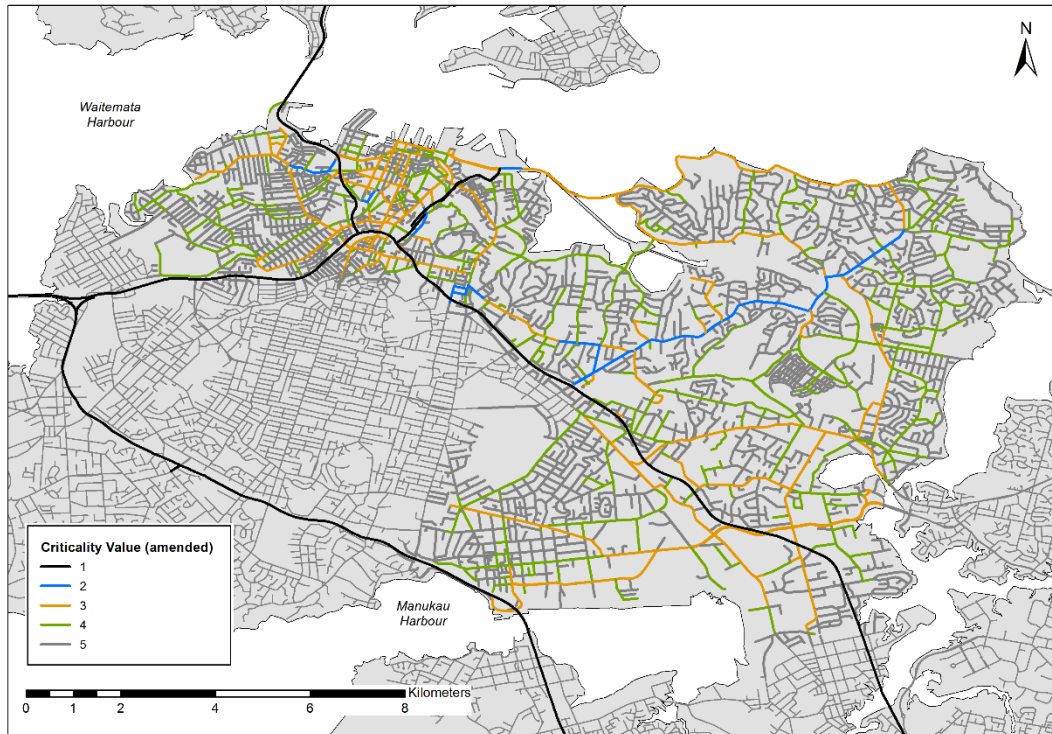 N
Waitemata
Harbour
Criticality Value (amended)
1
2
3
4
5
Manukau
Harbour
Kilometers
0 1 2 4 6 8